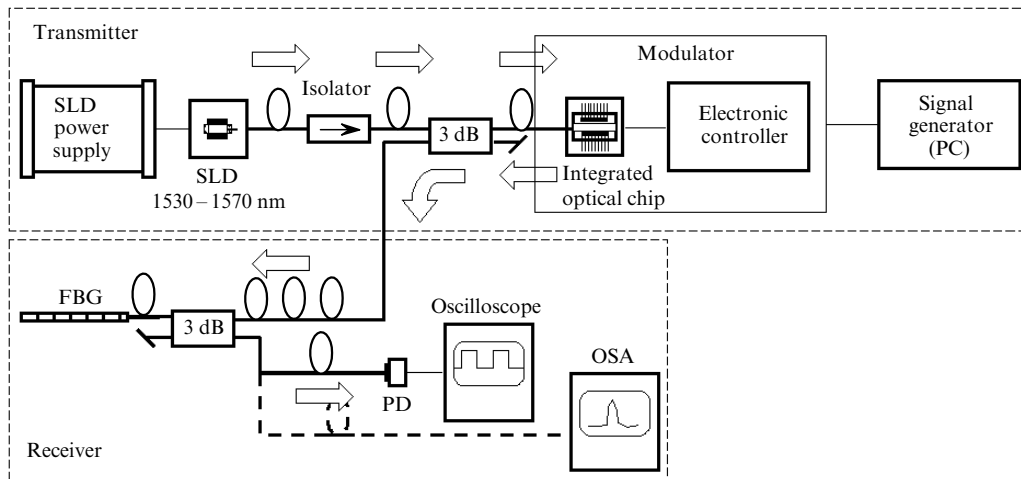 Transmitter
SLD
power
supply
SLD
1530 – 1570 nm
Isolator
3 dB
Modulator
Integrated
optical chip
Electronic
controller
Signal
generator
(PC)
FBG
3 dB
PD
Oscilloscope
OSA
Receiver